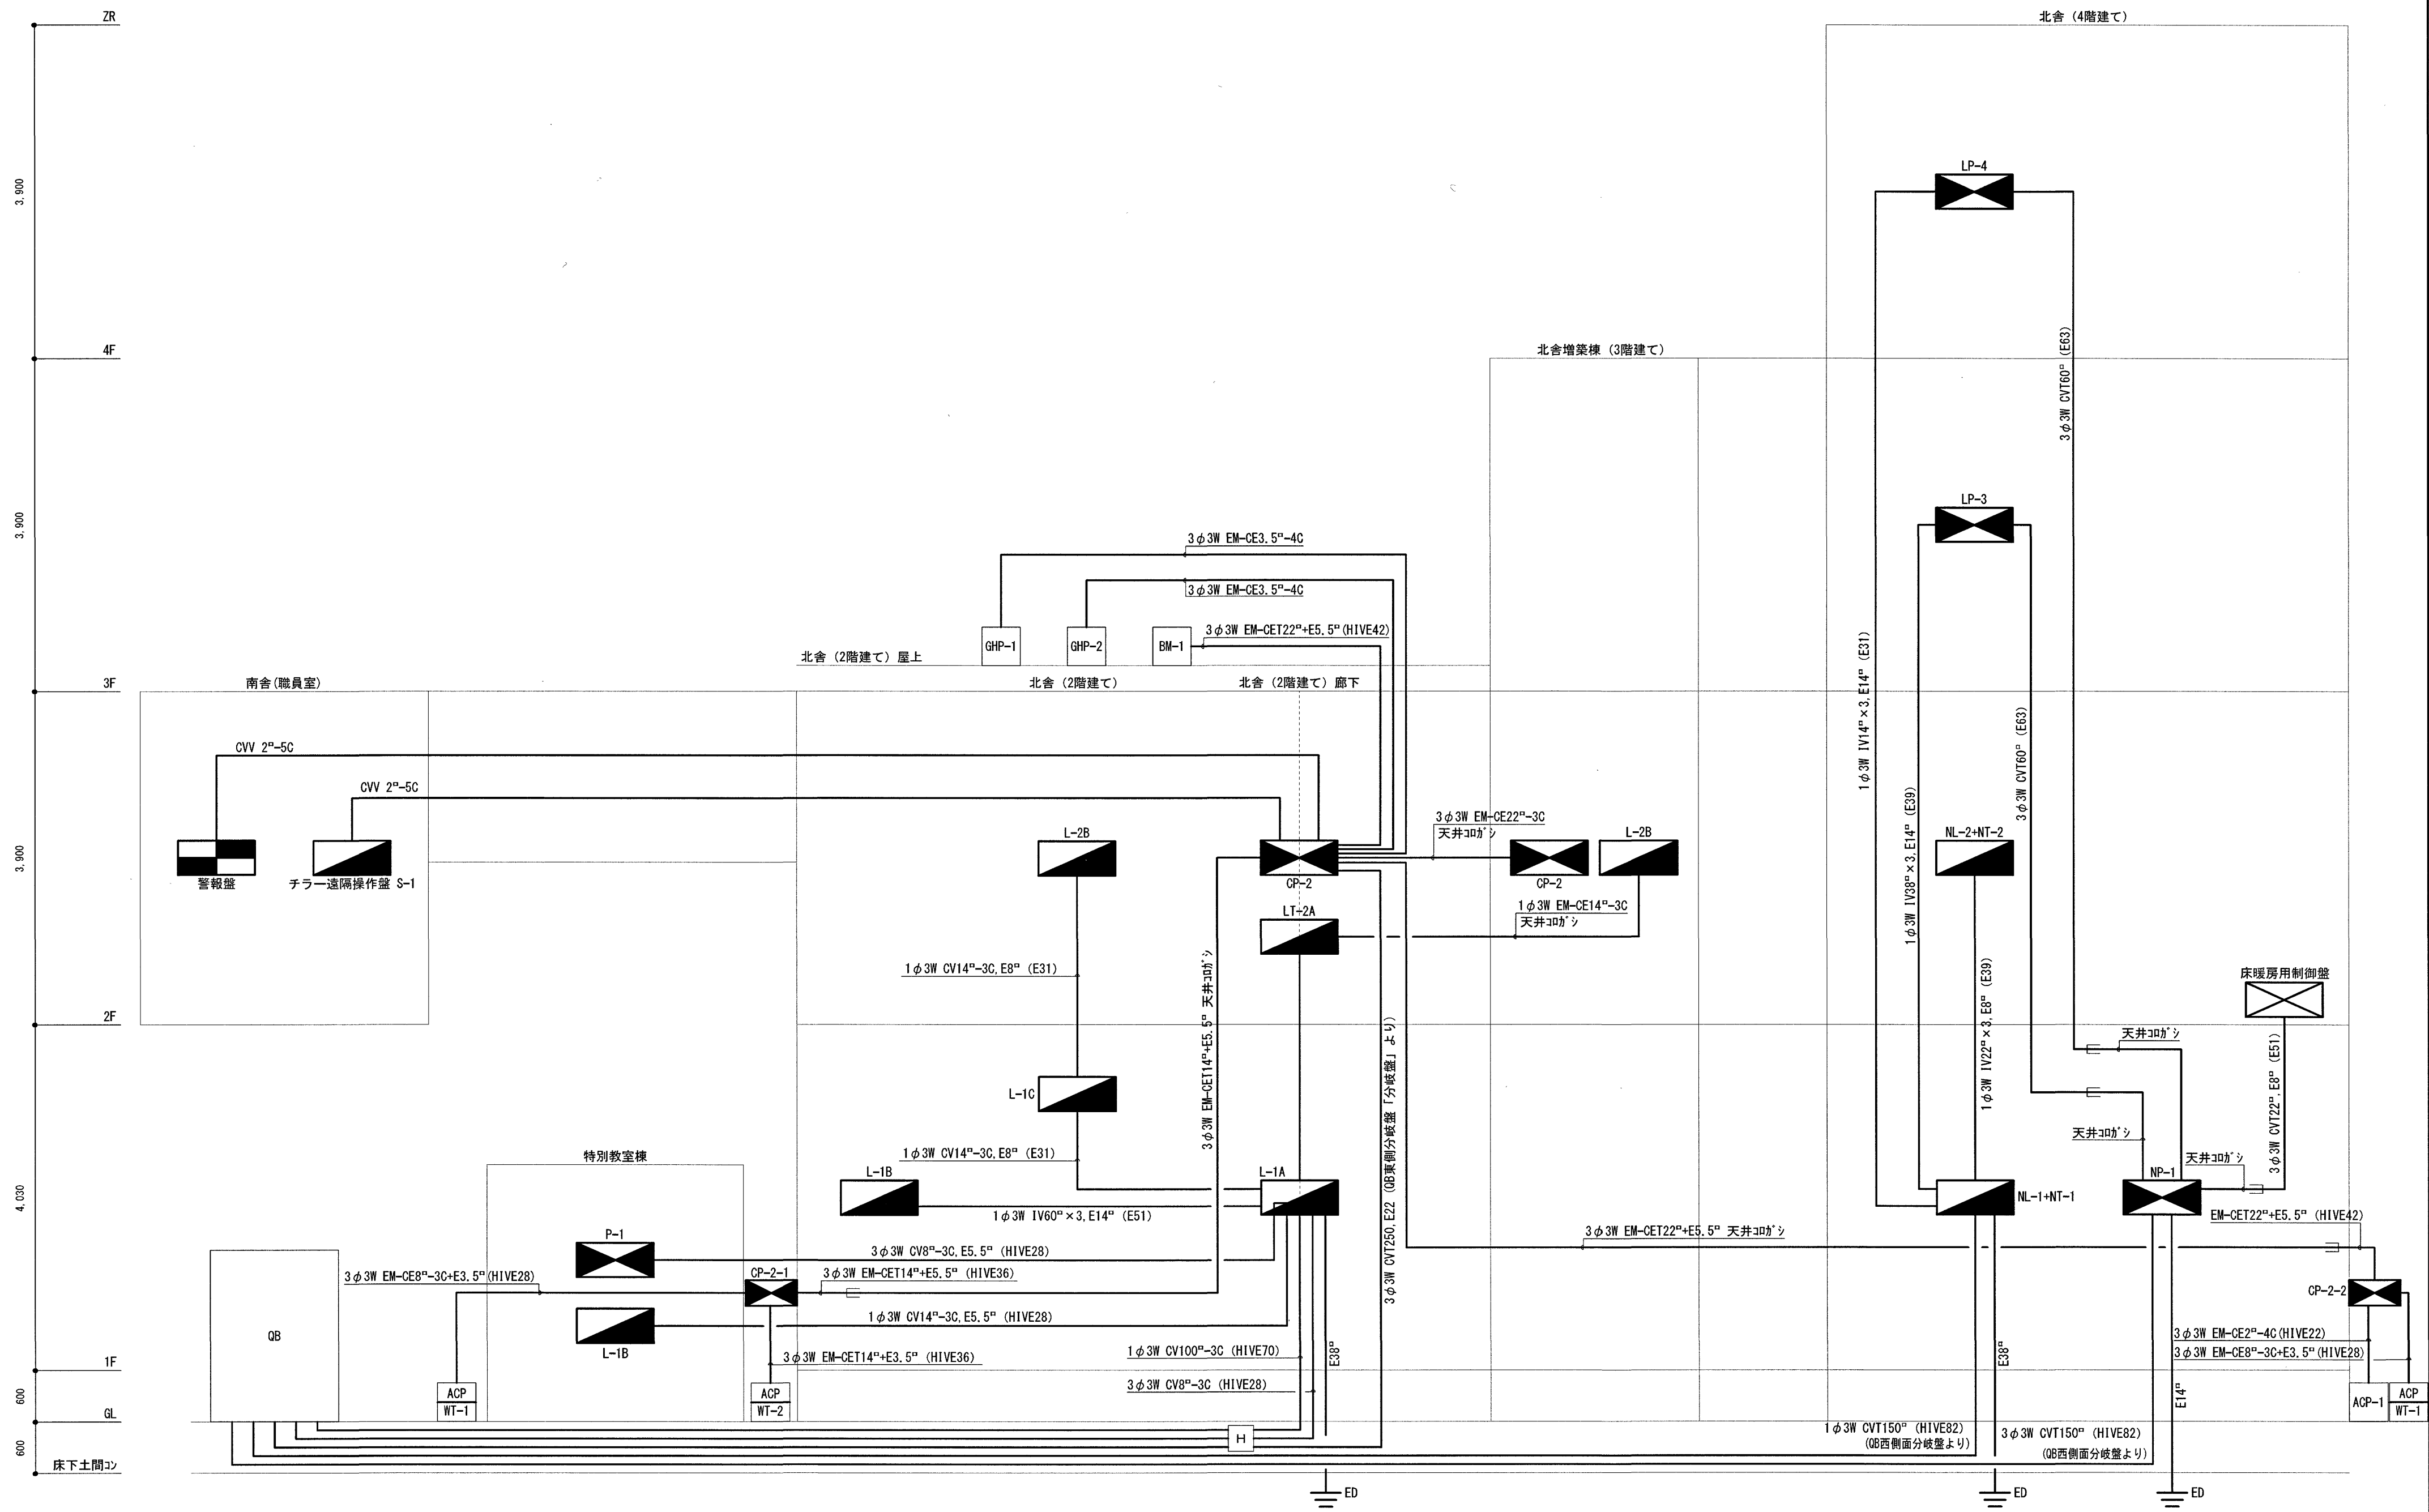 ZR
北舎（4階建て）
LP-4
3.900
3φ3W CVT60° (E63)
4F
北舎増築棟（3階建て）
LP-3
3.900
3φ3W EM-CE3.5°-4C
3φ3W EM-CE3.5°-4C
GHP-1
GHP-2
BM-1
3φ3W EM-CET22°+E5.5°(HIVE42)
北舎（2階建て）屋上
1φ3W IV14°×3,E14° (E31)
3F
南舎(職員室)
北舎（2階建て）
北舎（2階建て）廊下
CVV 2°-5C
CVV 2°-5C
3φ3W CVT60° (E63)
1φ3W IV38°×3,E14° (E39)
3.900
警報盤
チラー遠隔操作盤 S-1
L-2B
CP-2
3φ3W EM-CE22°-3C
天井ｺﾛｶﾞｼ
CP-2
L-2B
NL-2+NT-2
LT-2A
1φ3W EM-CE14°-3C
天井ｺﾛｶﾞｼ
1φ3W CV14°-3C,E8° (E31)
3φ3W EM-CET14°+E5.5° 天井ｺﾛｶﾞｼ
3φ3W CVT250,E22 (QB東側分岐盤「分岐盤」より)
1φ3W IV22°×3,E8° (E39)
床暖房用制御盤
2F
天井ｺﾛｶﾞｼ
3φ3W CVT22°,E8° (E51)
L-1C
天井ｺﾛｶﾞｼ
天井ｺﾛｶﾞｼ
特別教室棟
1φ3W CV14°-3C,E8° (E31)
L-1B
L-1A
NP-1
NL-1+NT-1
4.030
1φ3W IV60°×3,E14° (E51)
EM-CET22°+E5.5° (HIVE42)
P-1
3φ3W CV8°-3C,E5.5° (HIVE28)
3φ3W EM-CET22°+E5.5° 天井ｺﾛｶﾞｼ
3φ3W EM-CE8°-3C+E3.5°(HIVE28)
CP-2-1
3φ3W EM-CET14°+E5.5° (HIVE36)
CP-2-2
1φ3W CV14°-3C,E5.5° (HIVE28)
QB
L-1B
3φ3W EM-CET14°+E3.5° (HIVE36)
1φ3W CV100°-3C (HIVE70)
E38°
E38°
3φ3W EM-CE2°-4C(HIVE22)
3φ3W EM-CE8°-3C+E3.5°(HIVE28)
1F
3φ3W CV8°-3C (HIVE28)
E14°
600
ACP
WT-1
ACP
WT-2
ACP-1
ACP
WT-1
GL
H
1φ3W CVT150° (HIVE82)
(QB西側面分岐盤より)
3φ3W CVT150° (HIVE82)
(QB西側面分岐盤より)
600
床下土間ｺﾝ
ED
ED
ED